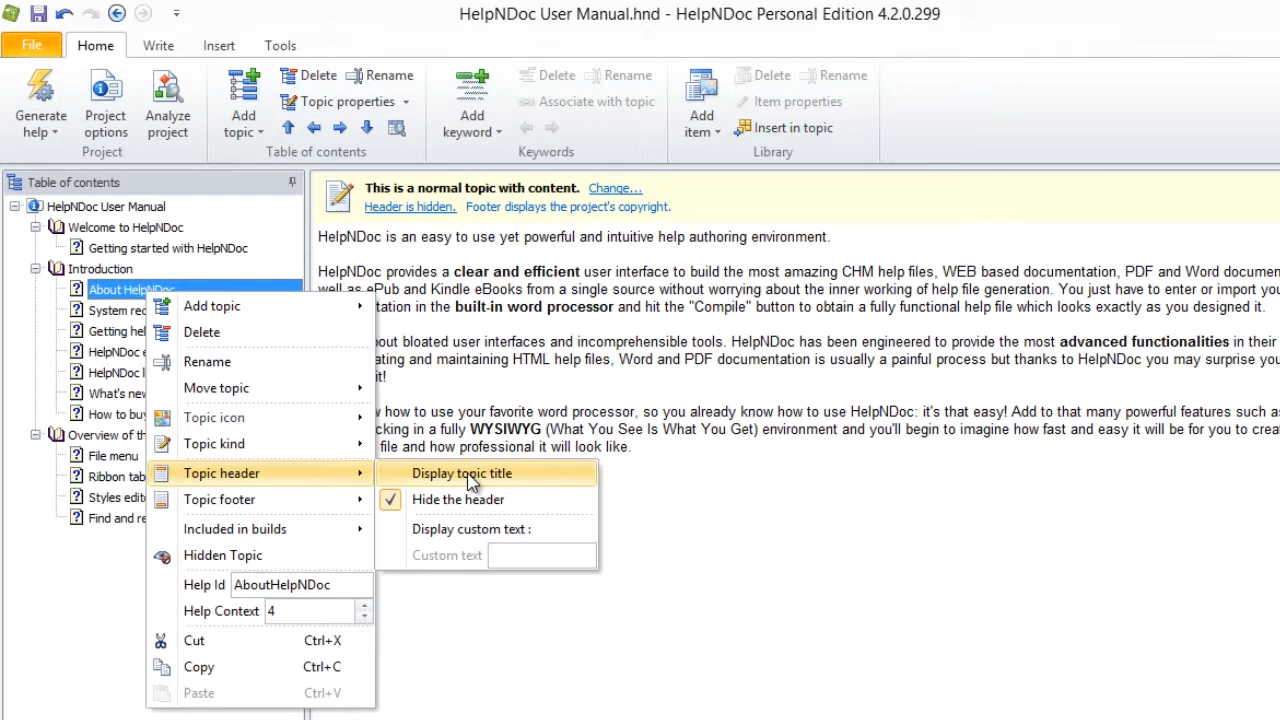 HelpNDoc User Manual.hnd - HelpNDoc Personal Edition 4.2.0.299
File Home Write Insert Tools
Generate help
Project options
Analyze project
Project
Add topic
Delete Rename
Topic properties
Table of contents
Add keyword
Delete Rename
Associate with topic
Keywords
Add item
Delete Rename
Item properties
Insert in topic
Library
Table of contents
HelpNDoc User Manual
Welcome to HelpNDoc
Getting started with HelpNDoc
Introduction
About HelpNDoc
System req
Getting hel
HelpNDoc e
HelpNDoc l
What's new
How to buy
Overview of th
File menu
Ribbon tab
Styles edit
Find and re
Add topic
Delete
Rename
Move topic
Topic icon
Topic kind
Topic header
Topic footer
Included in builds
Hidden Topic
Help Id AboutHelpNDoc
Help Context 4
Cut Ctrl+X
Copy Ctrl+C
Paste Ctrl+V
Display topic title
Hide the header
Display custom text :
Custom text
This is a normal topic with content. Change...
Header is hidden. Footer displays the project's copyright.
HelpNDoc is an easy to use yet powerful and intuitive help authoring environment.
HelpNDoc provides a clear and efficient user interface to build the most amazing CHM help files, WEB based documentation, PDF and Word docume
well as ePub and Kindle eBooks from a single source without worrying about the inner working of help file generation. You just have to enter or import you
tation in the built-in word processor and hit the "Compile" button to obtain a fully functional help file which looks exactly as you designed it.
out bloated user interfaces and incomprehensible tools. HelpNDoc has been engineered to provide the most advanced functionalities in their
ating and maintaining HTML help files, Word and PDF documentation is usually a painful process but thanks to HelpNDoc you may surprise you
it!
w how to use your favorite word processor, so you already know how to use HelpNDoc: it's that easy! Add to that many powerful features such as
cking in a fully WYSIWYG (What You See Is What You Get) environment and you'll begin to imagine how fast and easy it will be for you to crea
file and how professional it will look like.